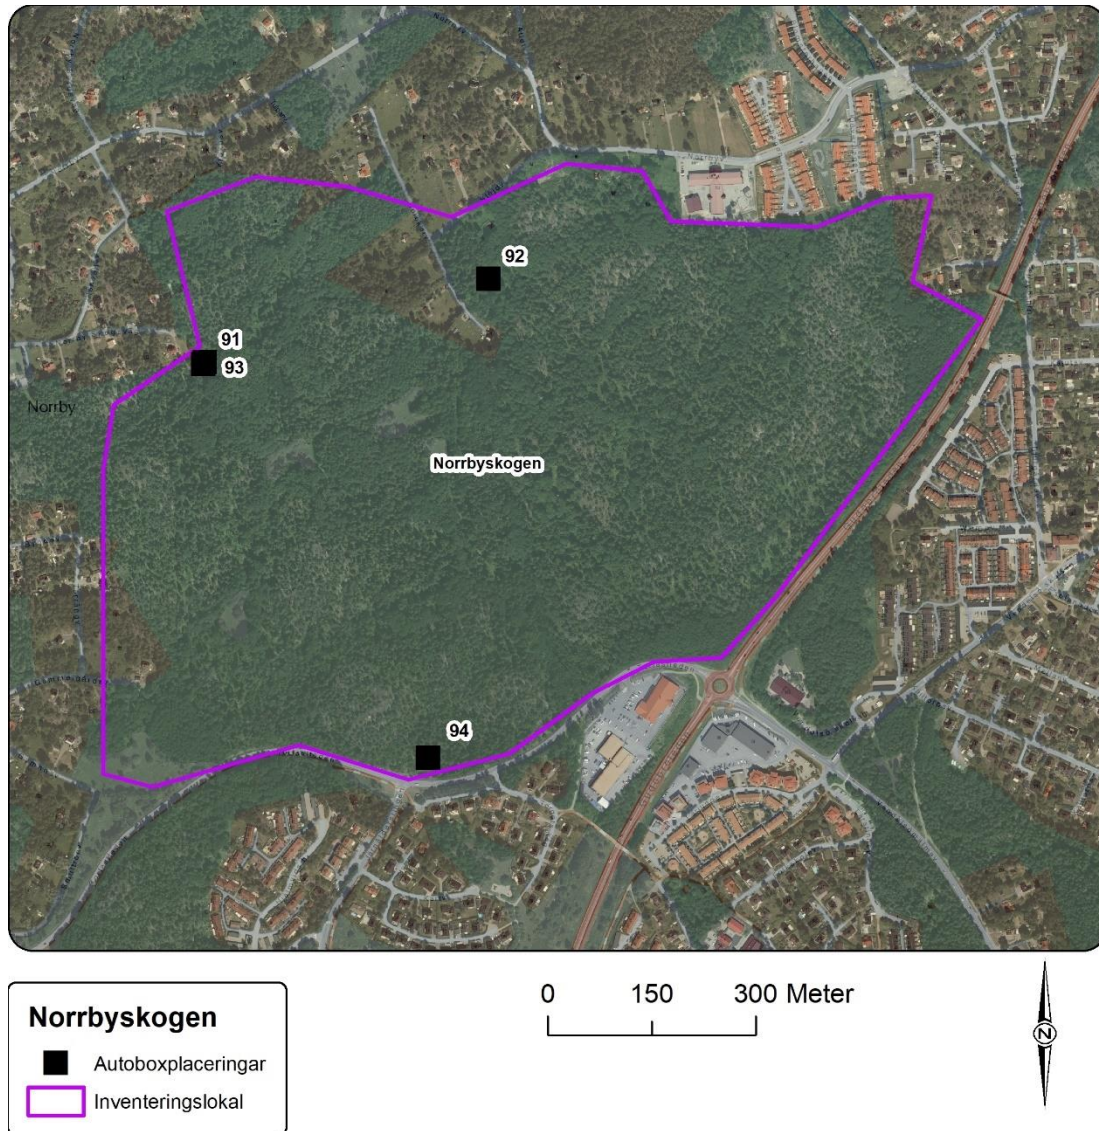 92
91
93
Norrby
Norrbyskogen
94
Norrbyskogen
Autoboxplaceringar
Inventeringslokal
0 150 300 Meter
N